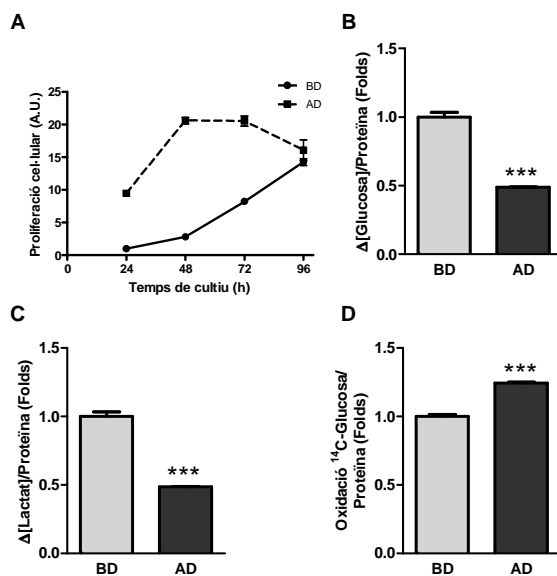 A
BD
AD
Proliferació cel·lular (A.U.)
25
20
15
10
5
0
0
24
48
72
96
Temps de cultiu (h)
B
Δ[Glucosa]/Proteïna (Folds)
1.5
1.0
0.5
0.0
***
BD
AD
C
Δ[Lactat]/Proteïna (Folds)
1.5
1.0
0.5
0.0
***
BD
AD
D
Oxidació ¹⁴C-Glucosa/
Proteïna (Folds)
1.5
1.0
0.5
0.0
***
BD
AD